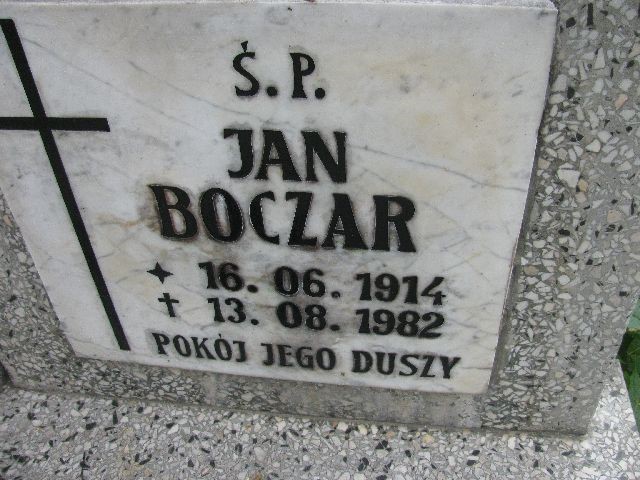 Ś.P.
JAN
BOCZAR
✦ 16.06.1914
† 13.08.1982
POKÓJ JEGO DUSZY